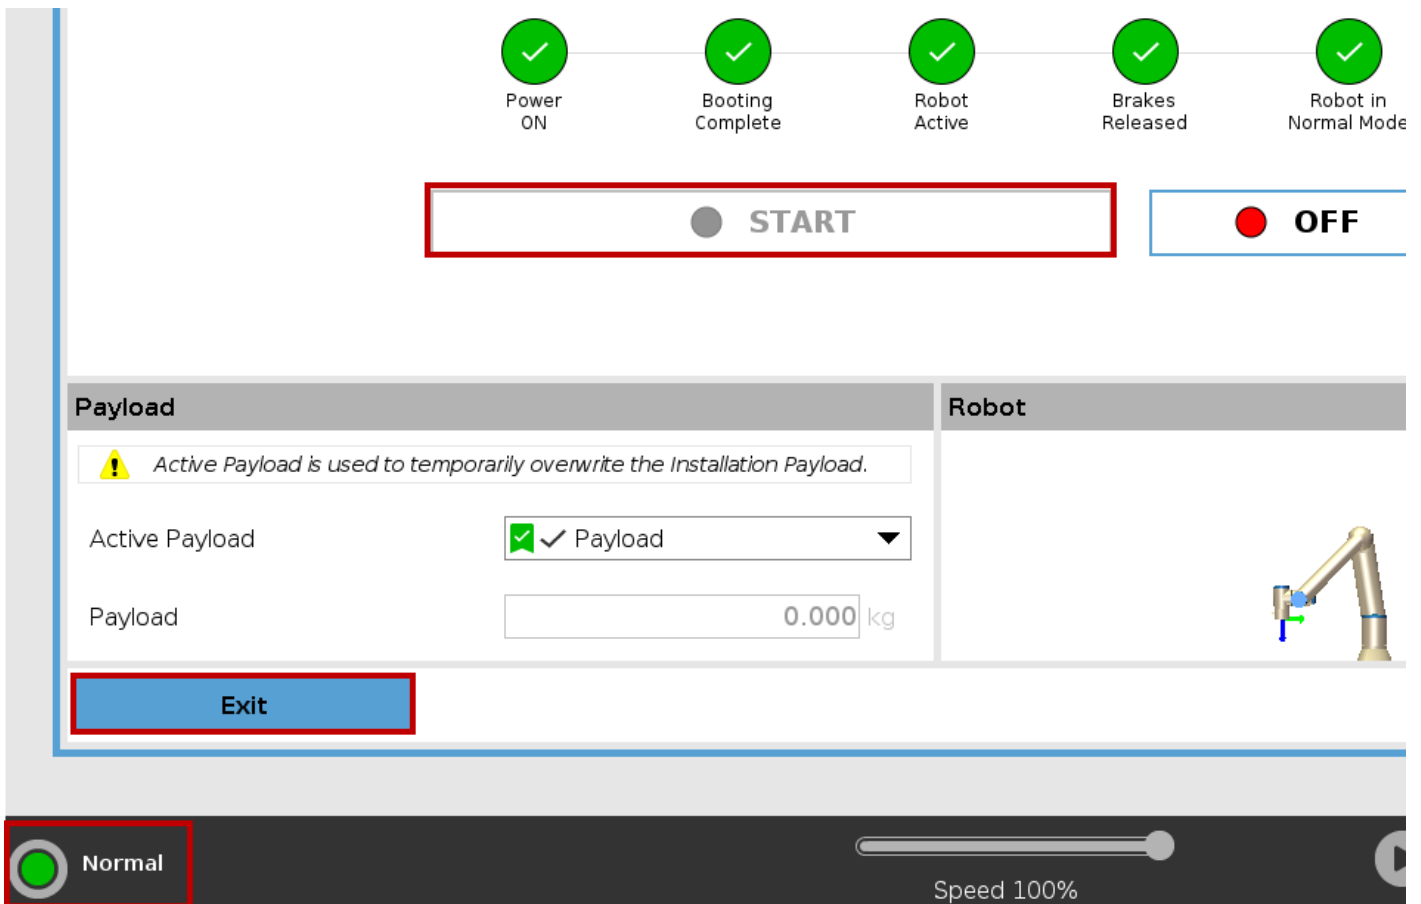 Power
ON
Booting
Complete
Robot
Active
Brakes
Released
Robot in
Normal Mode
START
OFF
Payload
Robot
Active Payload is used to temporarily overwrite the Installation Payload.
Active Payload
Payload
Payload
0.000 kg
Exit
Normal
Speed 100%